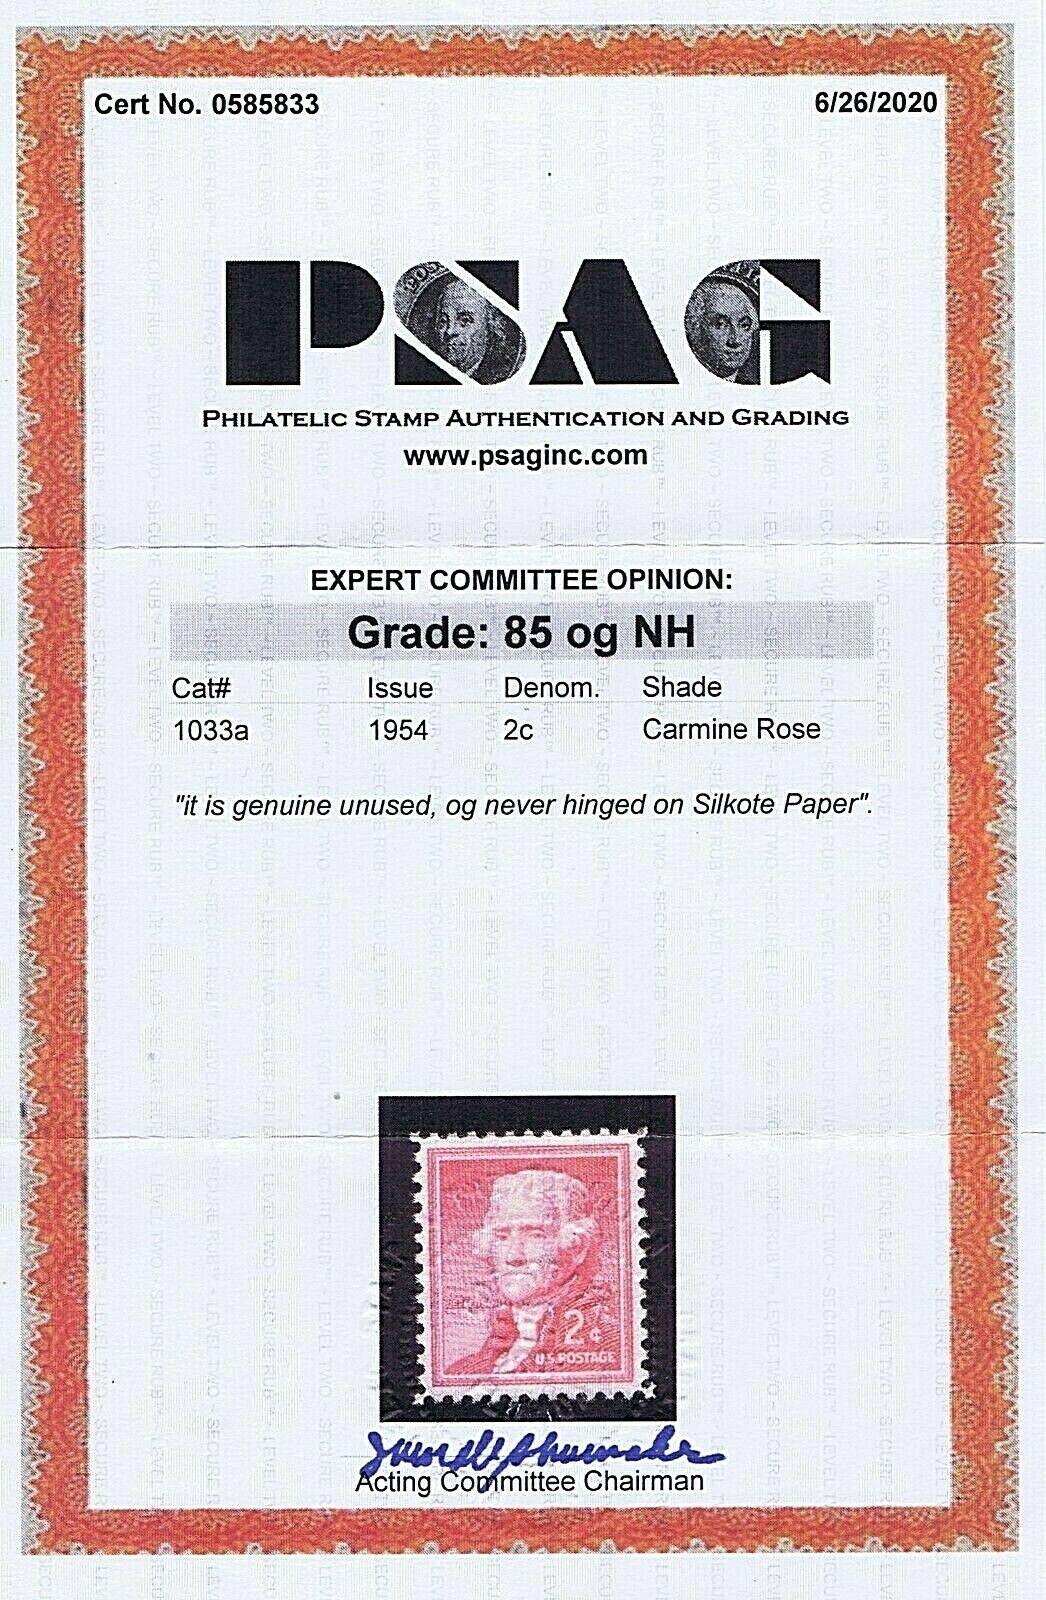 Cert No. 0585833
6/26/2020
PSAG
PHILATELIC STAMP AUTHENTICATION AND GRADING
www.psaginc.com
EXPERT COMMITTEE OPINION:
Grade: 85 og NH
Cat# Issue Denom. Shade
1033a 1954 2c Carmine Rose
"it is genuine unused, og never hinged on Silkote Paper".
2¢
U.S. POSTAGE
Acting Committee Chairman